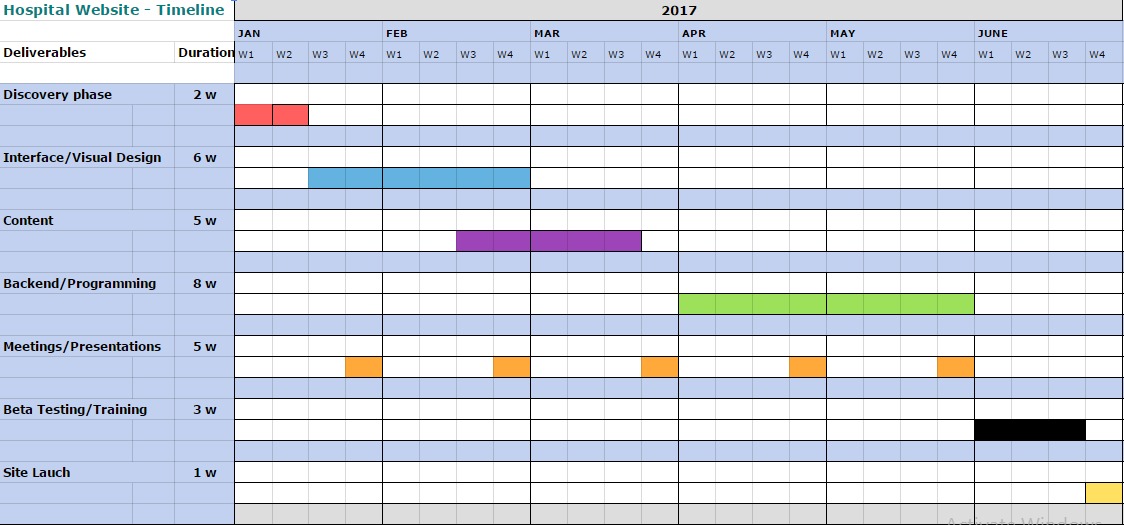 Hospital Website - Timeline 2017
JAN FEB MAR APR MAY JUNE
Deliverables Duration W1 W2 W3 W4 W1 W2 W3 W4 W1 W2 W3 W4 W1 W2 W3 W4 W1 W2 W3 W4 W1 W2 W3 W4
Discovery phase 2 w
Interface/Visual Design 6 w
Content 5 w
Backend/Programming 8 w
Meetings/Presentations 5 w
Beta Testing/Training 3 w
Site Lauch 1 w
Activate Windows